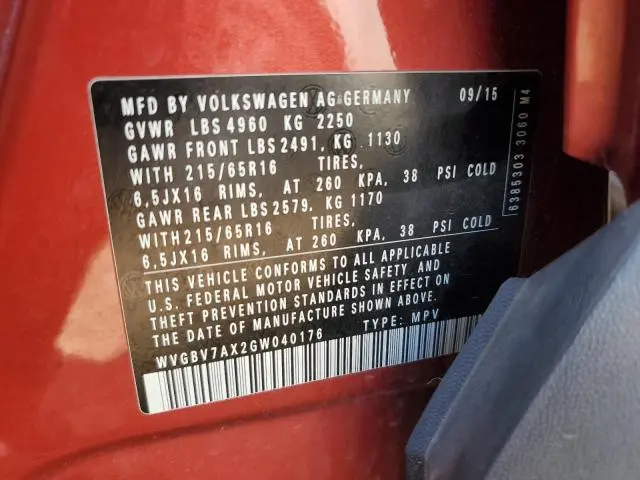 MFD BY VOLKSWAGEN AG-GERMANY 09/15
GVWR LBS 4960 KG 2250
GAWR FRONT LBS 2491, KG 1130
WITH 215/65R16 TIRES,
6,5JX16 RIMS, AT 260 KPA, 38 PSI COLD
GAWR REAR LBS 2579, KG 1170
WITH 215/65R16 TIRES,
6,5JX16 RIMS, AT 260 KPA, 38 PSI COLD
THIS VEHICLE CONFORMS TO ALL APPLICABLE
U.S. FEDERAL MOTOR VEHICLE SAFETY AND
THEFT PREVENTION STANDARDS IN EFFECT ON
DATE OF MANUFACTURE SHOWN ABOVE.
WVGBV7AX2GW040176 TYPE: MPV
6385303 3060 M4